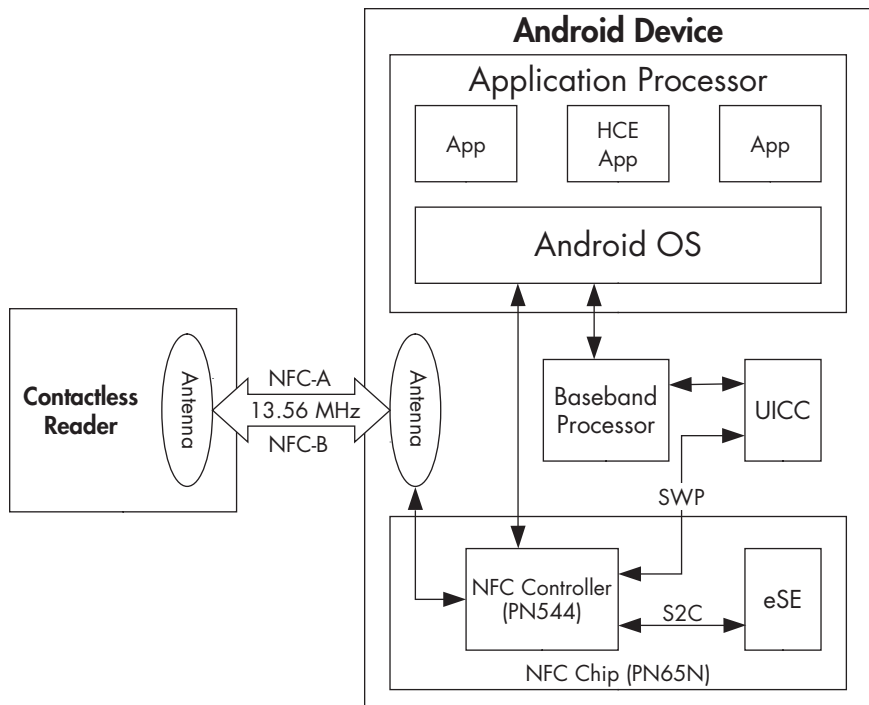 Android Device
Application Processor
App
HCE
App
App
Android OS
Contactless
Reader
Antenna
NFC-A
13.56 MHz
NFC-B
Antenna
Baseband
Processor
UICC
SWP
NFC Controller
(PN544)
S2C
eSE
NFC Chip (PN65N)